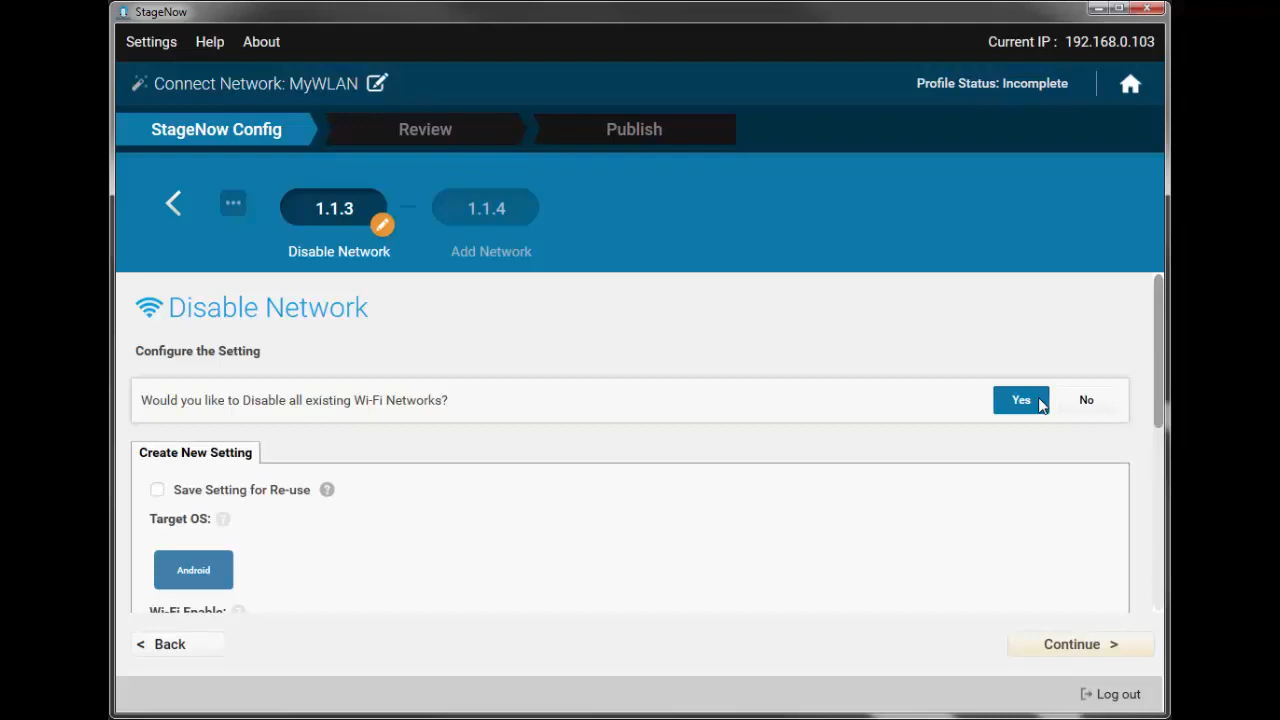 StageNow
Settings Help About Current IP : 192.168.0.103
Connect Network: MyWLAN Profile Status: Incomplete
StageNow Config Review Publish
1.1.3 1.1.4
Disable Network Add Network
Disable Network
Configure the Setting
Would you like to Disable all existing Wi-Fi Networks? Yes No
Create New Setting
Save Setting for Re-use ?
Target OS: ?
Android
Wi-Fi Enable: ?
< Back Continue >
Log out